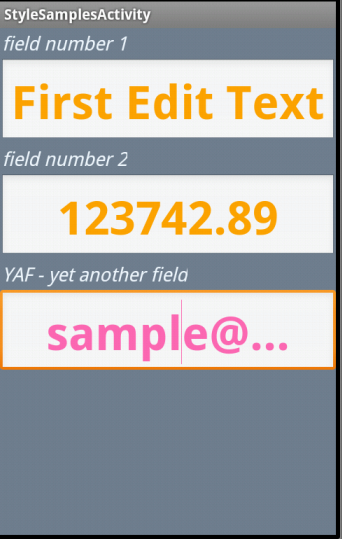 StyleSamplesActivity
field number 1
First Edit Text
field number 2
123742.89
YAF - yet another field
sample@...